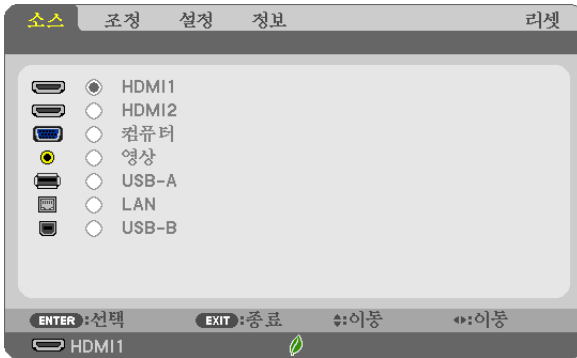 소스 조정 설정 정보 리셋
HDMI1
HDMI2
컴퓨터
영상
USB-A
LAN
USB-B
ENTER:선택 EXIT:종료 :이동 :이동
HDMI1